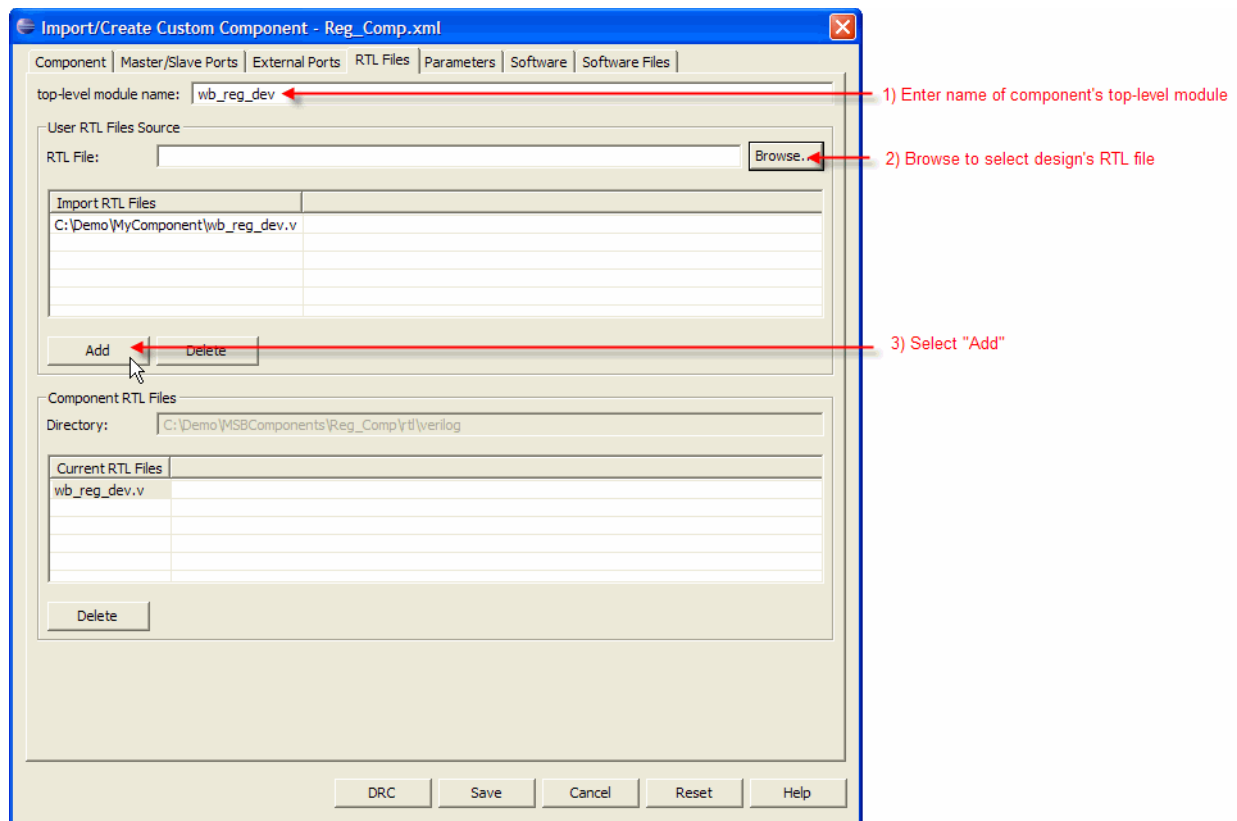 Import/Create Custom Component - Reg_Comp.xml
Component Master/Slave Ports External Ports RTL Files Parameters Software Software Files
top-level module name: wb_reg_dev
1) Enter name of component's top-level module
User RTL Files Source
RTL File: Browse...
2) Browse to select design's RTL file
Import RTL Files
C:\Demo\MyComponent\wb_reg_dev.v
Add Delete
3) Select "Add"
Component RTL Files
Directory: C:\Demo\MSBComponents\Reg_Comp\rtl\verilog
Current RTL Files
wb_reg_dev.v
Delete
DRC Save Cancel Reset Help